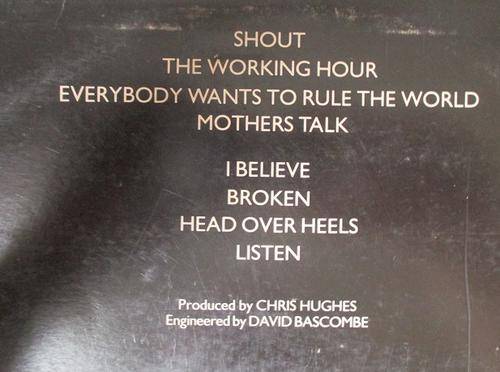 SHOUT
THE WORKING HOUR
EVERYBODY WANTS TO RULE THE WORLD
MOTHERS TALK
I BELIEVE
BROKEN
HEAD OVER HEELS
LISTEN
Produced by CHRIS HUGHES
Engineered by DAVID BASCOMBE